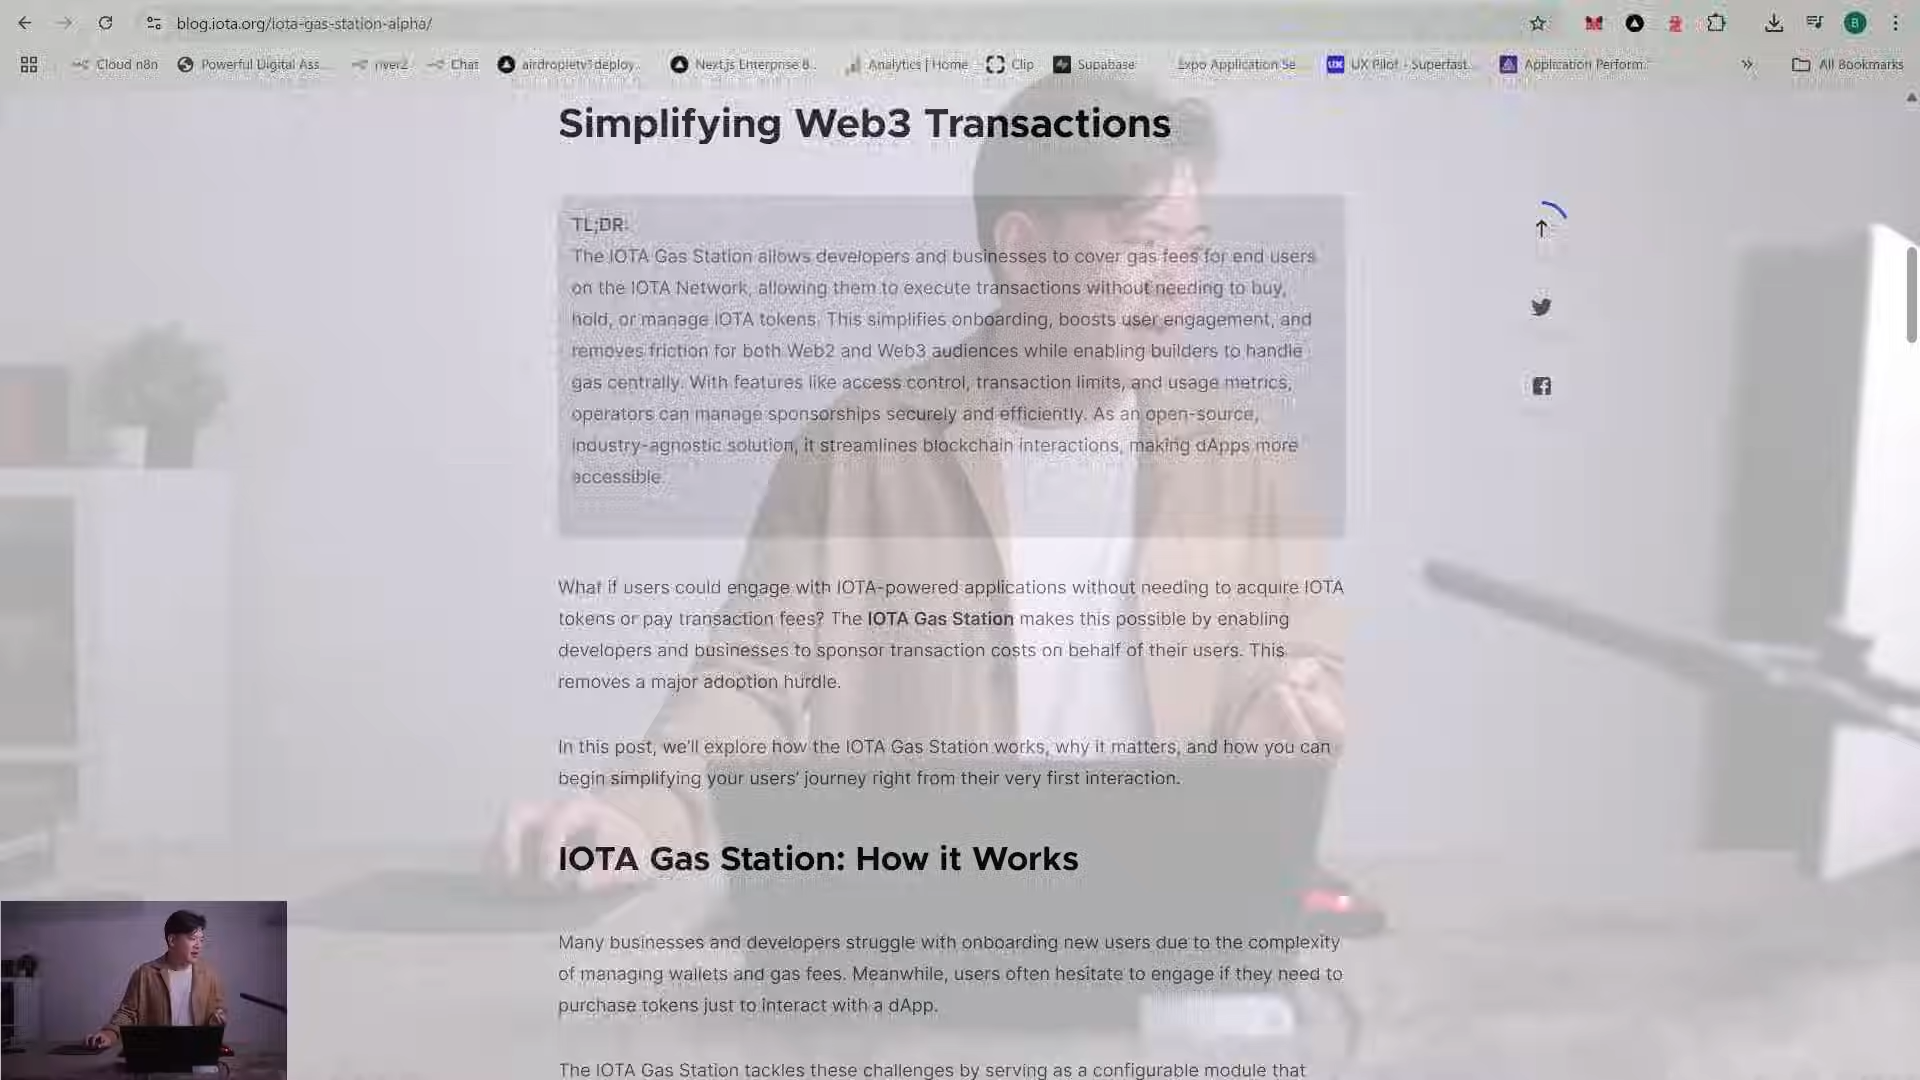 blog.iota.org/iota-gas-station-alpha/
B
Cloud n8n
Powerful Digital Ass...
Chat
Next.js Enterprise B...
Analytics | Home
Clip
Supabase
Expo Application Se...
UX Pilot - Superfast...
Application Perform...
All Bookmarks
Simplifying Web3 Transactions
TL;DR:
The IOTA Gas Station allows developers and businesses to cover gas fees for end users
on the IOTA Network, allowing them to execute transactions without needing to buy,
hold, or manage IOTA tokens. This simplifies onboarding, boosts user engagement, and
removes friction for both Web2 and Web3 audiences while enabling builders to handle
gas centrally. With features like access control, transaction limits, and usage metrics,
operators can manage sponsorships securely and efficiently. As an open-source,
industry-agnostic solution, it streamlines blockchain interactions, making dApps more
accessible.
What if users could engage with IOTA-powered applications without needing to acquire IOTA
tokens or pay transaction fees? The IOTA Gas Station makes this possible by enabling
developers and businesses to sponsor transaction costs on behalf of their users. This
removes a major adoption hurdle.
In this post, we'll explore how the IOTA Gas Station works, why it matters, and how you can
begin simplifying your users' journey right from their very first interaction.
IOTA Gas Station: How it Works
Many businesses and developers struggle with onboarding new users due to the complexity
of managing wallets and gas fees. Meanwhile, users often hesitate to engage if they need to
purchase tokens just to interact with a dApp.
The IOTA Gas Station tackles these challenges by serving as a configurable module that